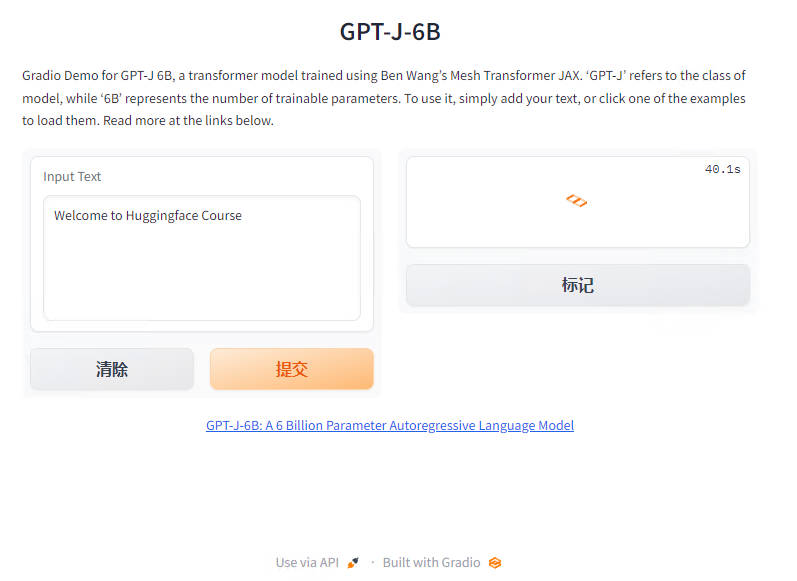 GPT-J-6B
Gradio Demo for GPT-J 6B, a transformer model trained using Ben Wang’s Mesh Transformer JAX. ‘GPT-J’ refers to the class of
model, while ‘6B’ represents the number of trainable parameters. To use it, simply add your text, or click one of the examples
to load them. Read more at the links below.
Input Text
Welcome to Huggingface Course
清除
提交
40.1s
标记
GPT-J-6B: A 6 Billion Parameter Autoregressive Language Model
Use via API · Built with Gradio